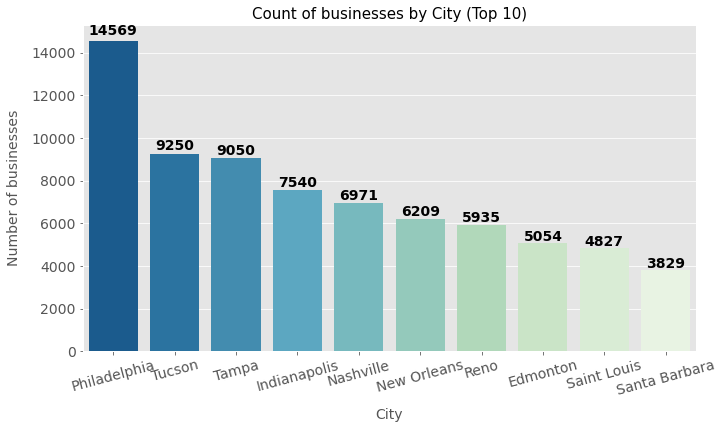 Count of businesses by City (Top 10)
Number of businesses
14000
12000
10000
8000
6000
4000
2000
0
14569
9250
9050
7540
6971
6209
5935
5054
4827
3829
Philadelphia
Tucson
Tampa
Indianapolis
Nashville
New Orleans
Reno
Edmonton
Saint Louis
Santa Barbara
City